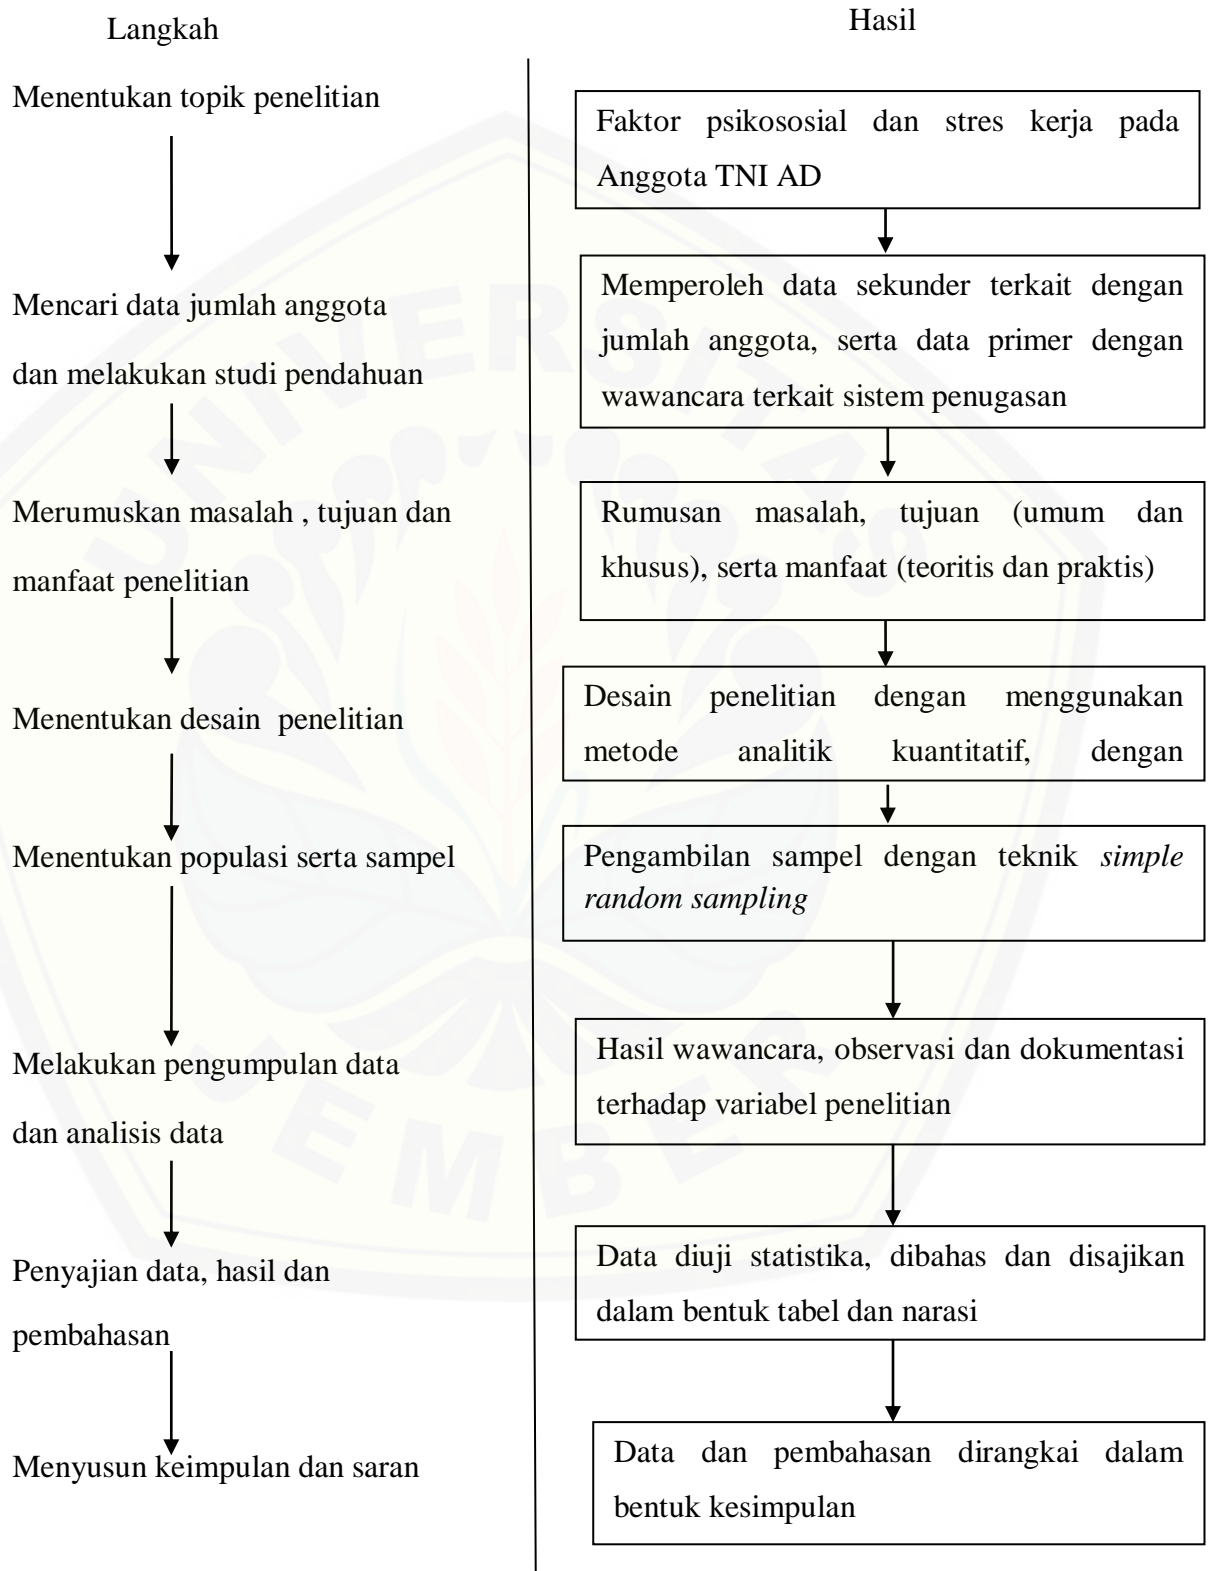 Langkah
Hasil
Menentukan topik penelitian
Faktor psikososial dan stres kerja pada
Anggota TNI AD
Mencari data jumlah anggota
dan melakukan studi pendahuan
Memperoleh data sekunder terkait dengan
jumlah anggota, serta data primer dengan
wawancara terkait sistem penugasan
Merumuskan masalah , tujuan dan
manfaat penelitian
Rumusan masalah, tujuan (umum dan
khusus), serta manfaat (teoritis dan praktis)
Menentukan desain penelitian
Desain penelitian dengan menggunakan
metode analitik kuantitatif, dengan
Menentukan populasi serta sampel
Pengambilan sampel dengan teknik simple
random sampling
Melakukan pengumpulan data
dan analisis data
Hasil wawancara, observasi dan dokumentasi
terhadap variabel penelitian
Penyajian data, hasil dan
pembahasan
Data diuji statistika, dibahas dan disajikan
dalam bentuk tabel dan narasi
Menyusun keimpulan dan saran
Data dan pembahasan dirangkai dalam
bentuk kesimpulan
UNIVERSITAS
JEMBER